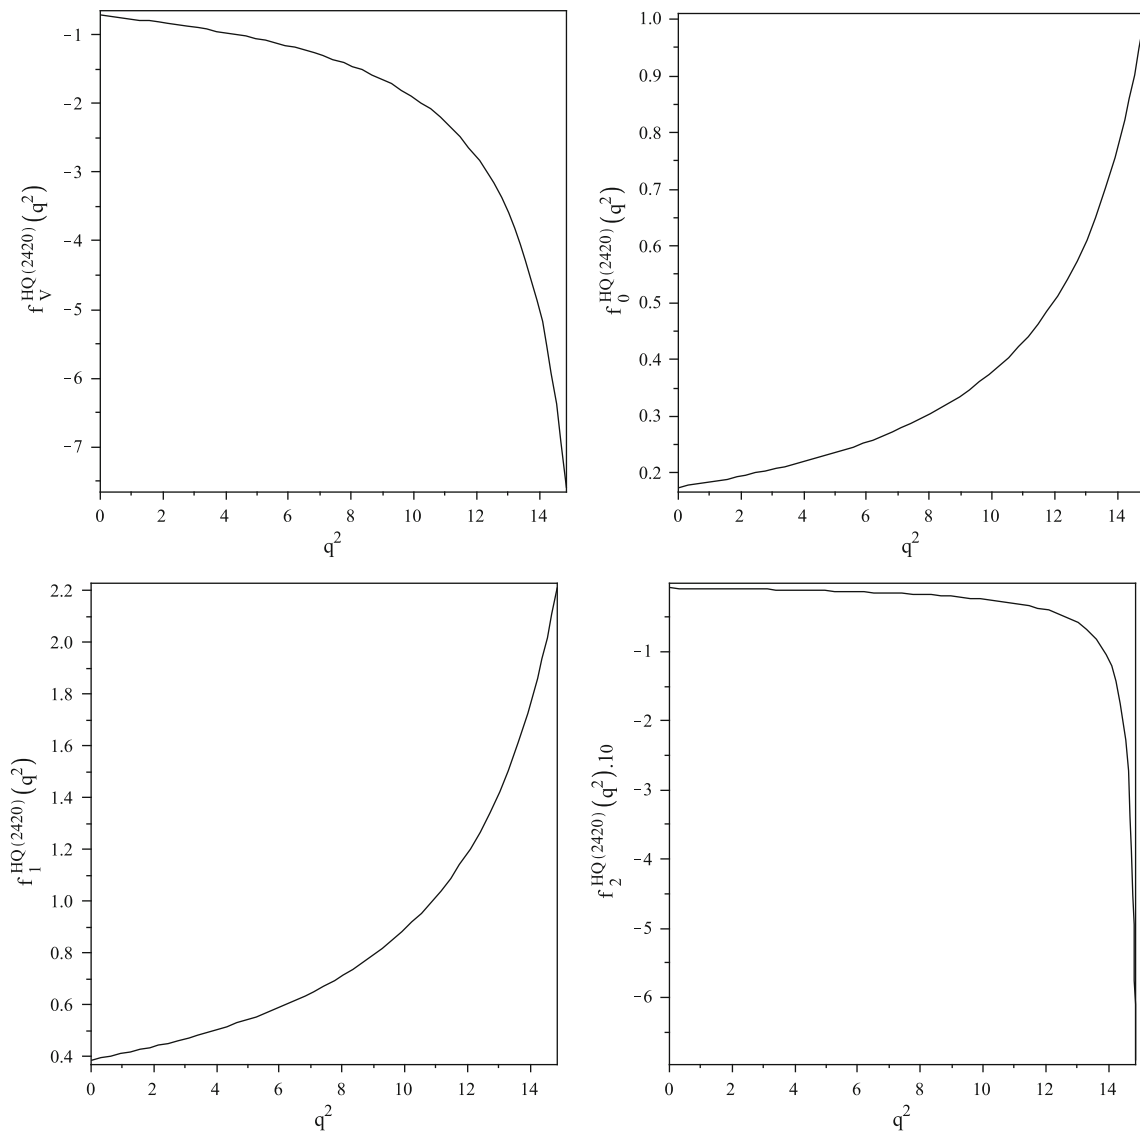 f_V^{HQ(2420)}(q^2)
−1
−2
−3
−4
−5
−6
−7
0 2 4 6 8 10 12 14
q^2
f_0^{HQ(2420)}(q^2)
1.0
0.9
0.8
0.7
0.6
0.5
0.4
0.3
0.2
0 2 4 6 8 10 12 14
q^2
f_1^{HQ(2420)}(q^2)
2.2
2.0
1.8
1.6
1.4
1.2
1.0
0.8
0.6
0.4
0 2 4 6 8 10 12 14
q^2
f_2^{HQ(2420)}(q^2).10
−1
−2
−3
−4
−5
−6
0 2 4 6 8 10 12 14
q^2